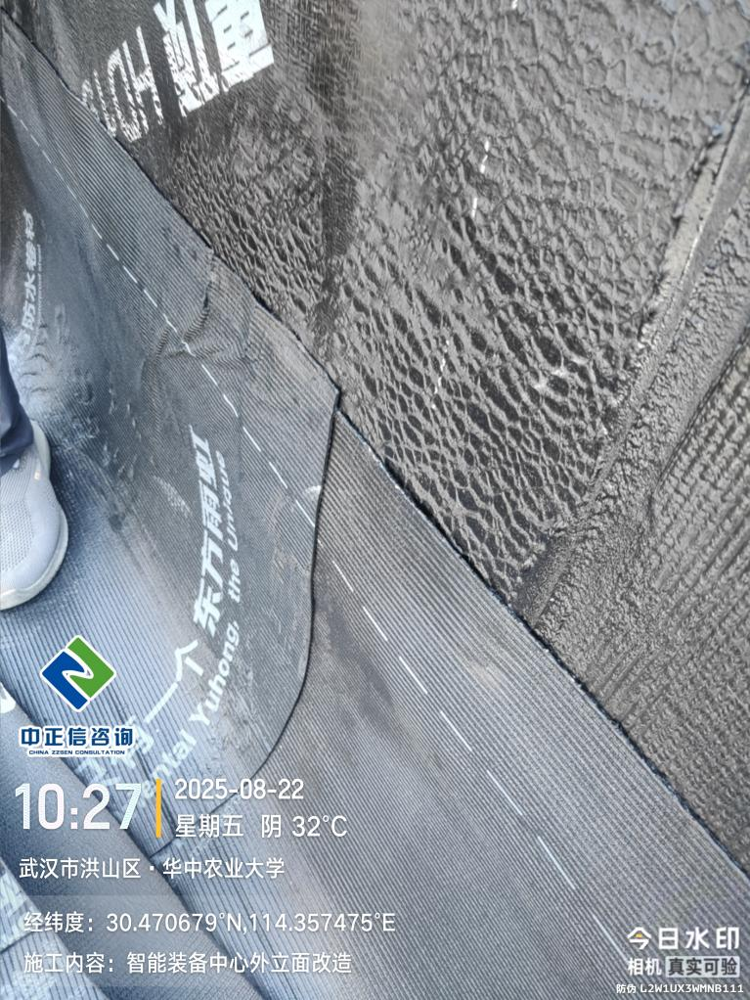 防水卷材
一个 东方雨虹
ntal Yuhong, the Unique
中正信咨询
CHINA ZZSEN CONSULTATION
10:27
2025-08-22
星期五 阴 32°C
武汉市洪山区·华中农业大学
经纬度：30.470679°N,114.357475°E
施工内容：智能装备中心外立面改造
今日水印
相机 真实可验
防伪 L2W1UX3WMNB111